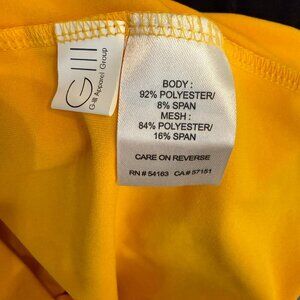 GIII
G-III Apparel Group
BODY :
92% POLYESTER/
8% SPAN
MESH :
84% POLYESTER/
16% SPAN
CARE ON REVERSE
RN # 54163 CA# 57151